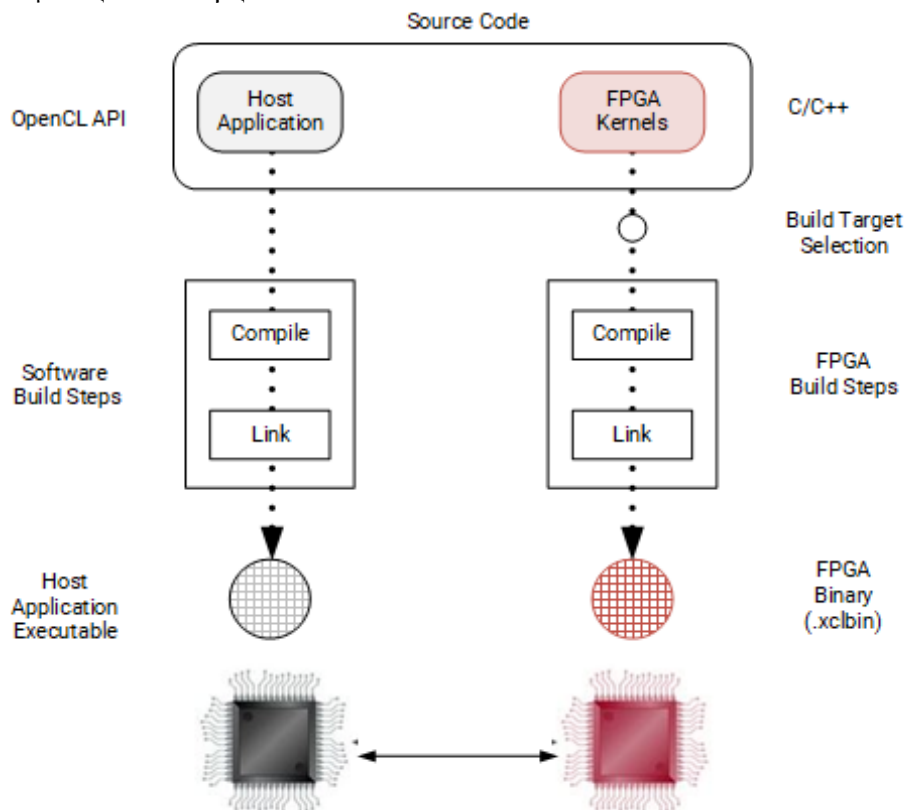 Source Code
OpenCL API
Host
Application
FPGA
Kernels
C/C++
Build Target
Selection
Software
Build Steps
Compile
Link
Compile
Link
FPGA
Build Steps
Host
Application
Executable
FPGA
Binary
(.xclbin)